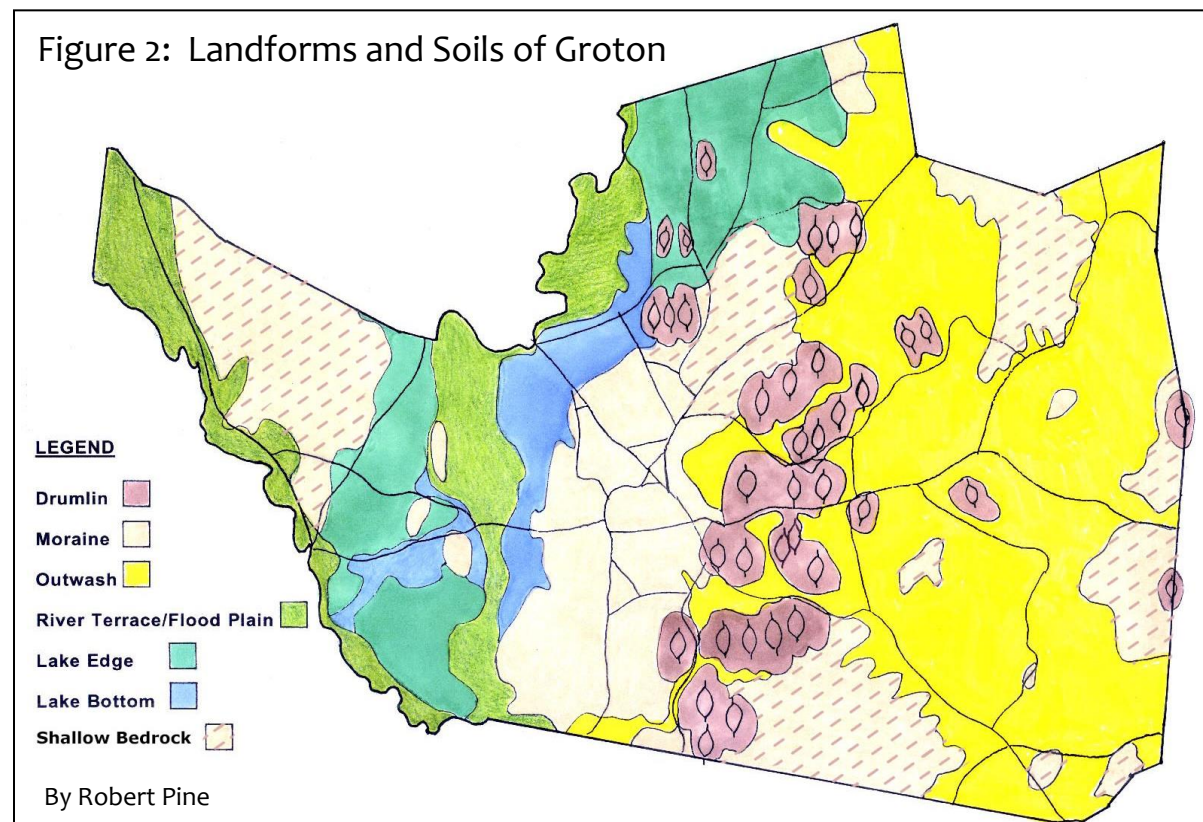 Figure 2: Landforms and Soils of Groton
LEGEND
Drumlin
Moraine
Outwash
River Terrace/Flood Plain
Lake Edge
Lake Bottom
Shallow Bedrock
By Robert Pine